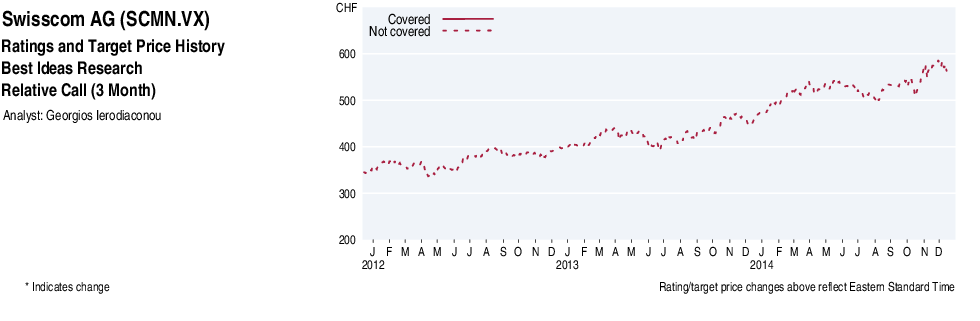 Swisscom AG (SCMN.VX)
Ratings and Target Price History
Best Ideas Research
Relative Call (3 Month)
Analyst: Georgios Ierodiaconou
CHF
Covered
Not covered
600
500
400
300
200
J F M A M J J A S O N D J F M A M J J A S O N D J F M A M J J A S O N D
2012 2013 2014
* Indicates change
Rating/target price changes above reflect Eastern Standard Time